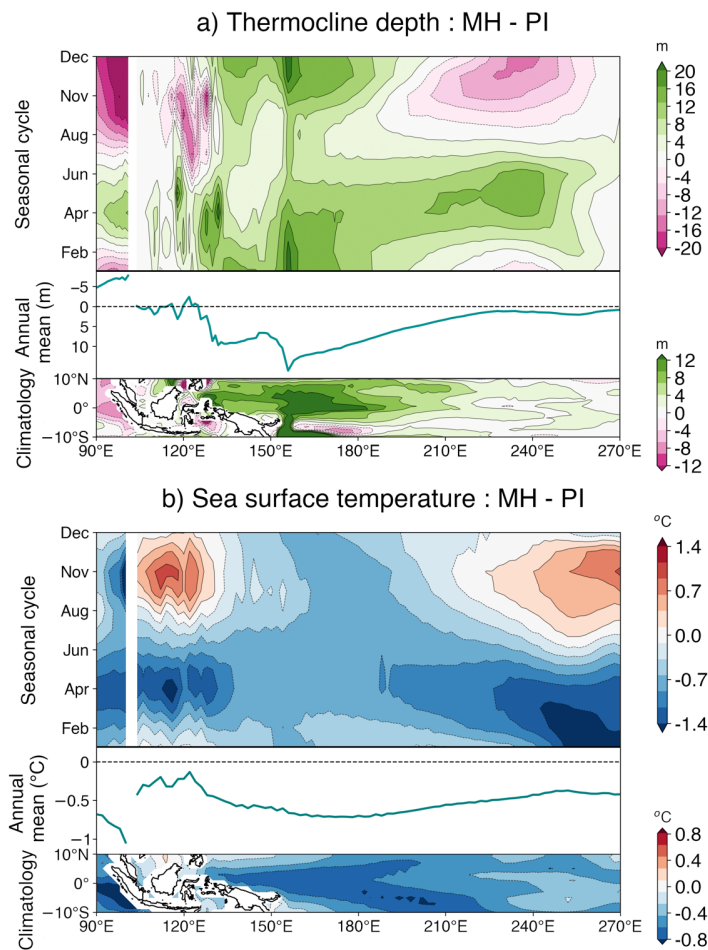 a) Thermocline depth : MH - PI
Seasonal cycle
Dec
Nov
Aug
Jun
Apr
Feb
m
20
16
12
8
4
0
-4
-8
-12
-16
-20
Annual
mean (m)
−5
0
5
10
Climatology
10°N
0°
−10°S
90°E
120°E
150°E
180°
210°E
240°E
270°E
m
12
8
4
0
-4
-8
-12
b) Sea surface temperature : MH - PI
Seasonal cycle
Dec
Nov
Aug
Jun
Apr
Feb
°C
1.4
0.7
0.0
-0.7
-1.4
Annual
mean (°C)
0
−0.5
−1
Climatology
10°N
0°
−10°S
90°E
120°E
150°E
180°
210°E
240°E
270°E
°C
0.8
0.4
0.0
-0.4
-0.8